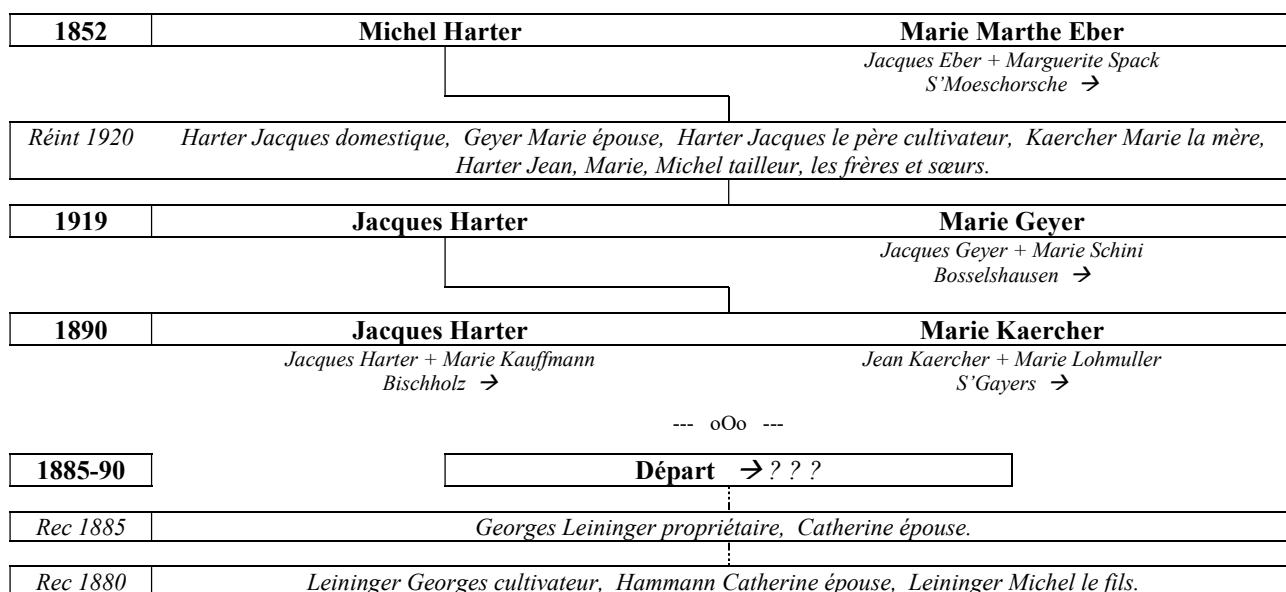 1852 Michel Harter Marie Marthe Eber
Jacques Eber + Marguerite Spack
S'Moeschorsche →
Réint 1920 Harter Jacques domestique, Geyer Marie épouse, Harter Jacques le père cultivateur, Kaercher Marie la mère,
Harter Jean, Marie, Michel tailleur, les frères et sœurs.
1919 Jacques Harter Marie Geyer
Jacques Geyer + Marie Schini
Bosselshausen →
1890 Jacques Harter Marie Kaercher
Jacques Harter + Marie Kauffmann Jean Kaercher + Marie Lohmuller
Bischholz → S'Gayers →
--- oOo ---
1885-90 Départ → ? ? ?
Rec 1885 Georges Leininger propriétaire, Catherine épouse.
Rec 1880 Leininger Georges cultivateur, Hammann Catherine épouse, Leininger Michel le fils.